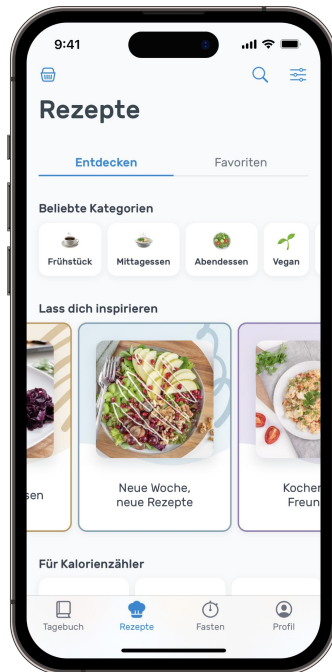 9:41
Rezepte
Entdecken Favoriten
Beliebte Kategorien
Frühstück Mittagessen Abendessen Vegan
Lass dich inspirieren
sen
Neue Woche,
neue Rezepte
Kochen
Freun
Für Kalorienzähler
Tagebuch Rezepte Fasten Profil